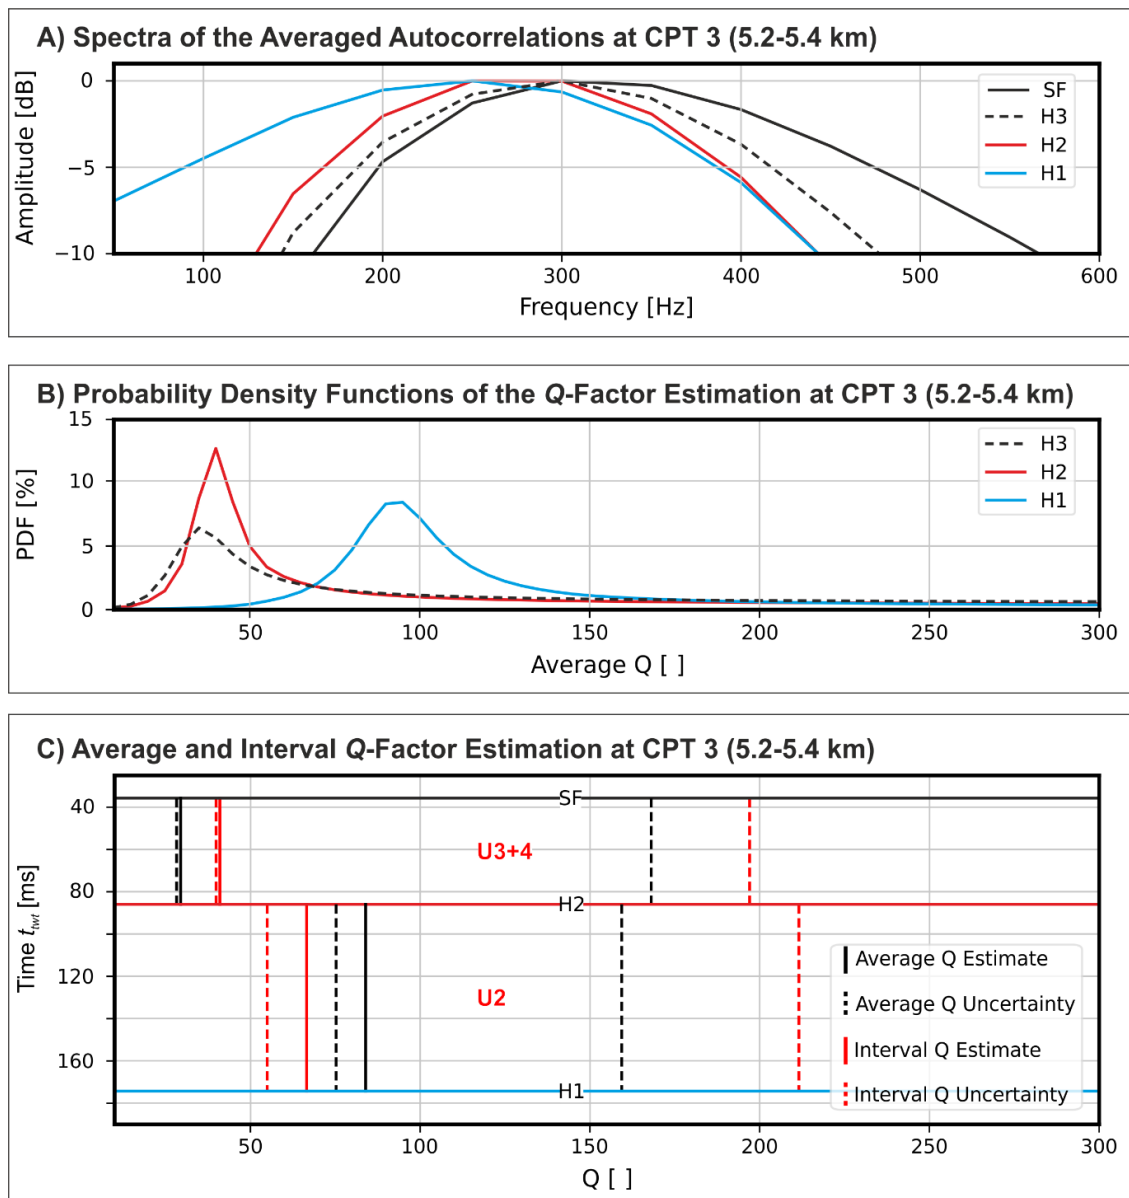 A) Spectra of the Averaged Autocorrelations at CPT 3 (5.2-5.4 km)
Amplitude [dB]
0
−5
−10
SF
H3
H2
H1
100
200
300
400
500
600
Frequency [Hz]
B) Probability Density Functions of the Q-Factor Estimation at CPT 3 (5.2-5.4 km)
PDF [%]
15
10
5
0
H3
H2
H1
50
100
150
200
250
300
Average Q [ ]
C) Average and Interval Q-Factor Estimation at CPT 3 (5.2-5.4 km)
Time t_twt [ms]
40
80
120
160
SF
U3+4
H2
U2
H1
Average Q Estimate
Average Q Uncertainty
Interval Q Estimate
Interval Q Uncertainty
50
100
150
200
250
300
Q [ ]